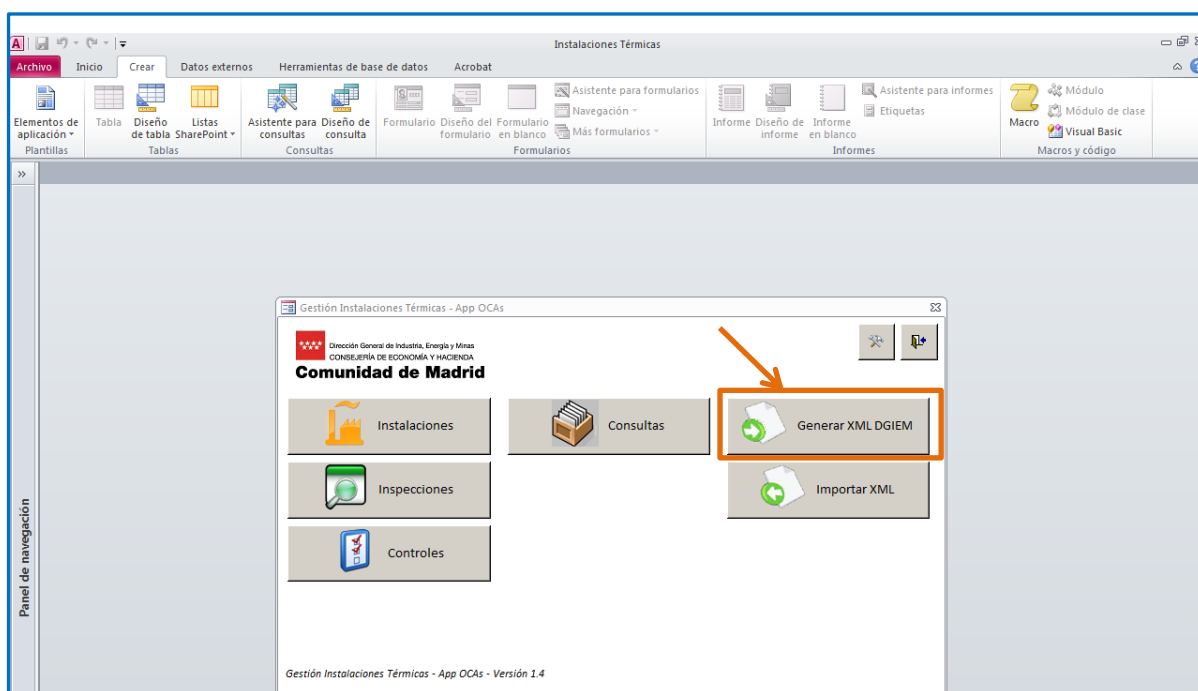 Instalaciones Térmicas
Archivo Inicio Crear Datos externos Herramientas de base de datos Acrobat
Elementos de aplicación
Tabla
Diseño de tabla
Listas SharePoint
Asistente para consultas
Diseño de consulta
Formulario
Diseño del formulario
Formulario en blanco
Asistente para formularios
Navegación
Más formularios
Informe
Diseño de informe
Informe en blanco
Asistente para informes
Etiquetas
Macro
Módulo
Módulo de clase
Visual Basic
Plantillas Tablas Consultas Formularios Informes Macros y código
»
Panel de navegación
Gestión Instalaciones Térmicas - App OCAs
Dirección General de Industria, Energía y Minas
CONSEJERÍA DE ECONOMÍA Y HACIENDA
Comunidad de Madrid
Instalaciones Consultas Generar XML DGIEM
Inspecciones Importar XML
Controles
Gestión Instalaciones Térmicas - App OCAs - Versión 1.4